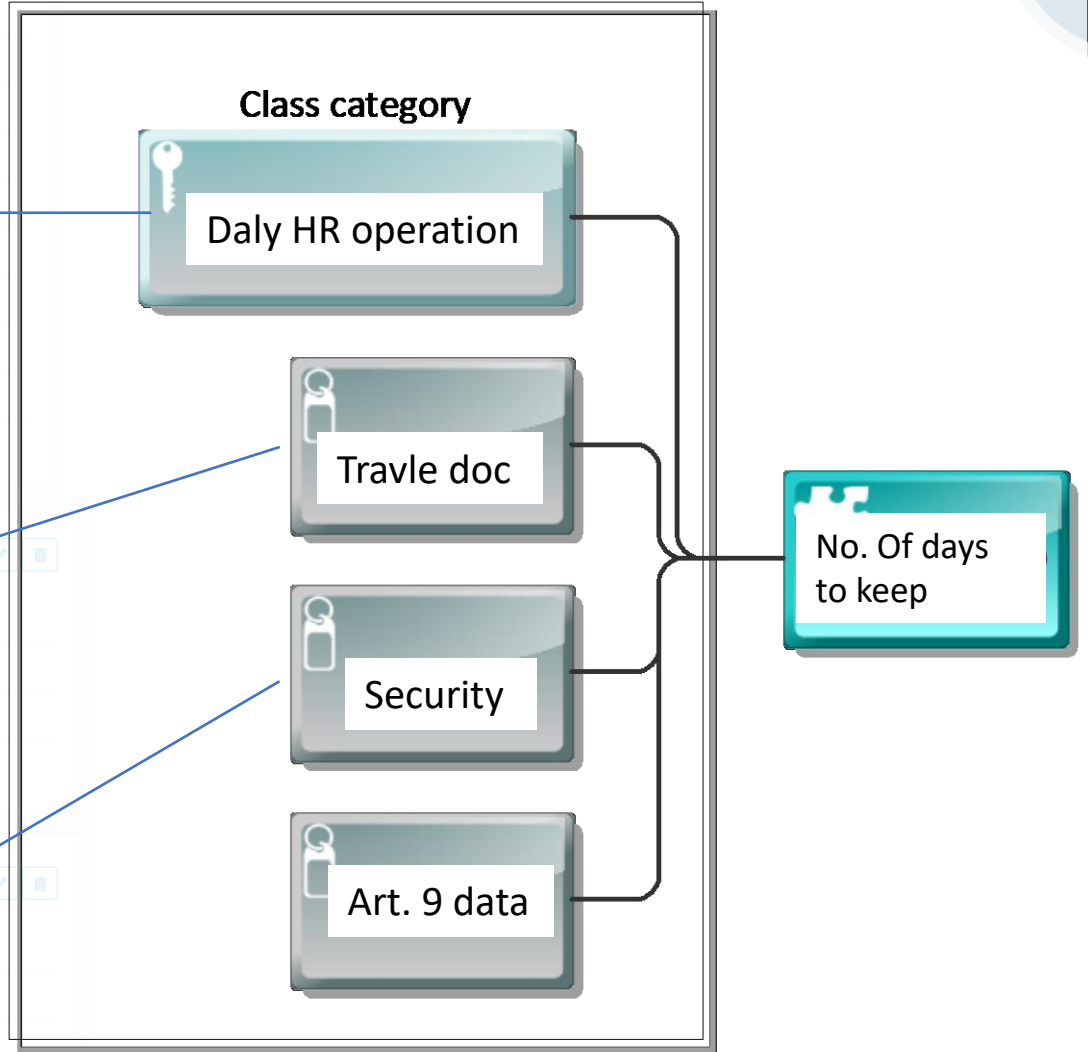 Class category
Daly HR operation
Travle doc
No. Of days
to keep
Security
Art. 9 data